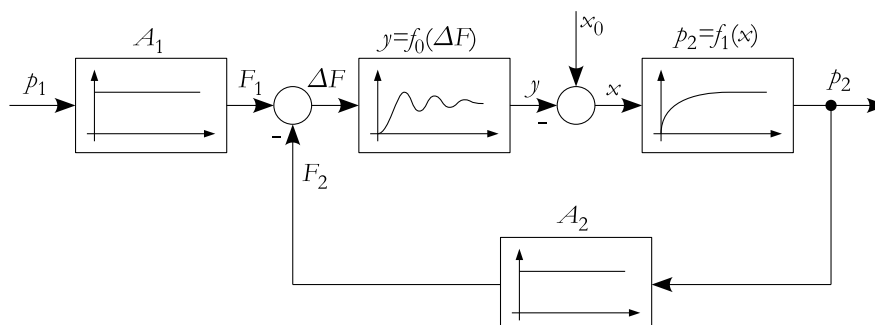 A₁
y=f₀(ΔF)
x₀
p₂=f₁(x)
p₁
F₁
ΔF
y
x
p₂
-
-
F₂
A₂